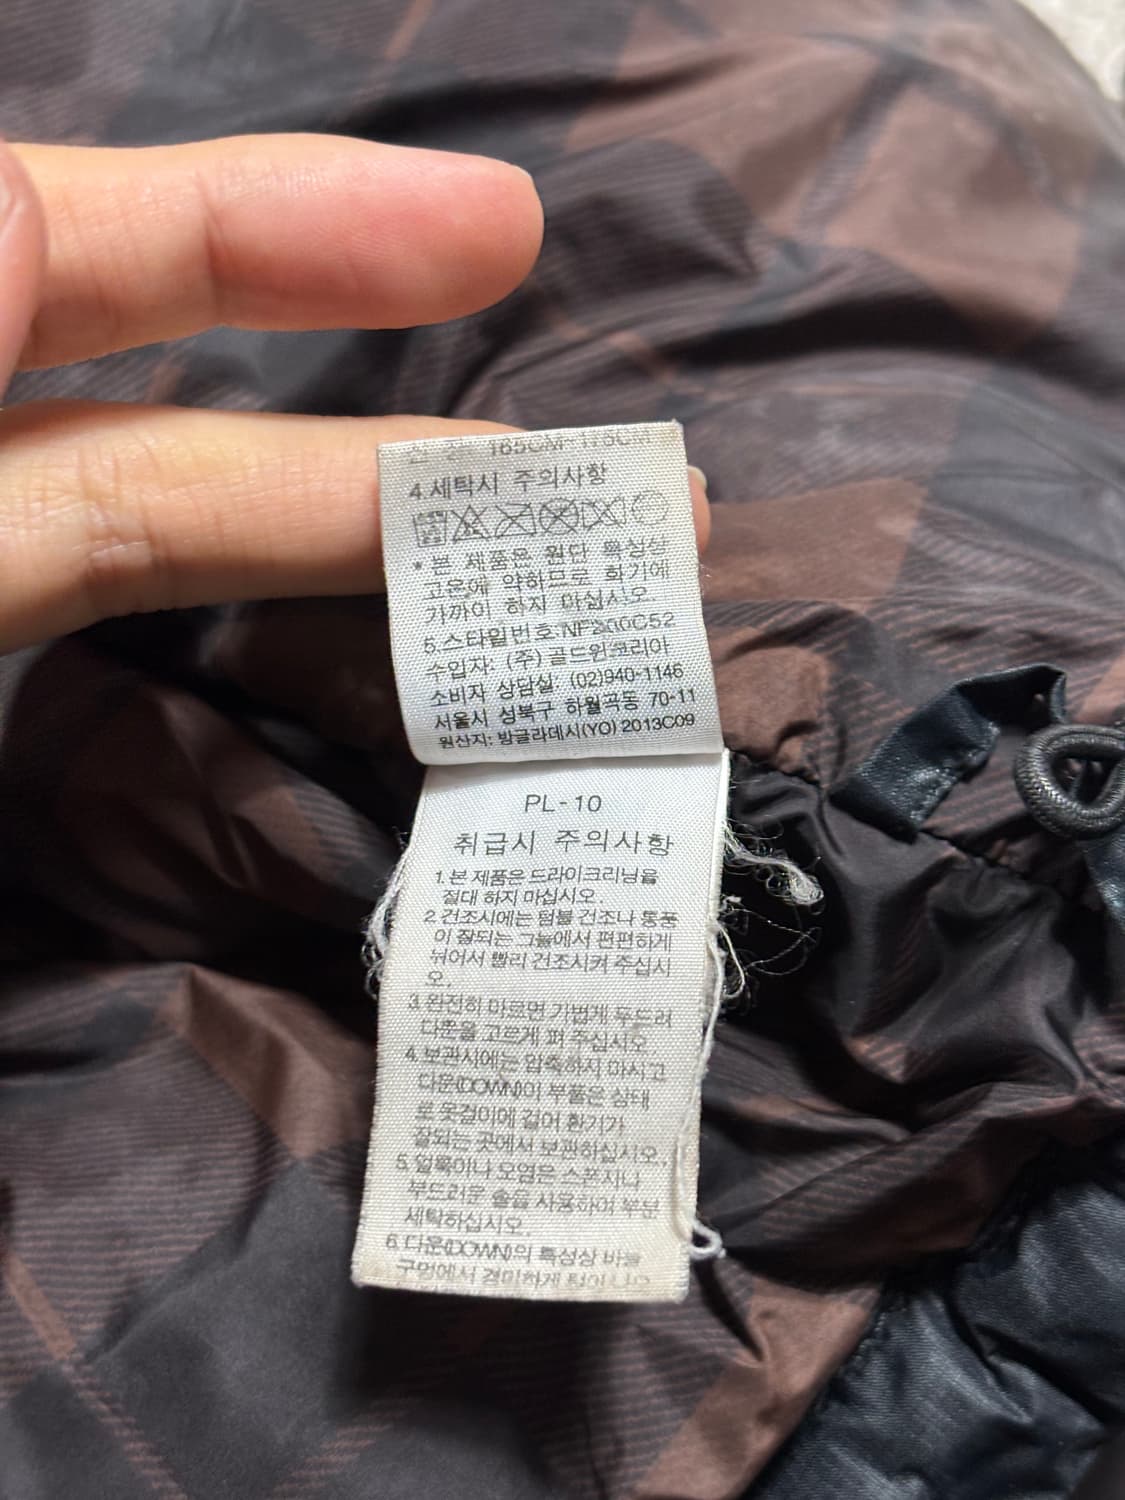 165CM~175CM
4.세탁시 주의사항
* 본 제품은 원단 특성상
고온에 약하므로 화기에
가까이 하지 마십시오.
5.스타일번호:
수입자: (주)골드윈코리아
소비자 상담실 (02)940-1146
서울시 성북구 하월곡동 70-11
원산지: 방글라데시(YO) 2013C09
PL-10
취급시 주의사항
1.본 제품은 드라이크리닝을
절대 하지 마십시오.
2.건조시에는 텀블 건조나 통풍
이 잘되는 그늘에서 편편하게
뉘어서 빨리 건조시켜 주십시
오.
3.완전히 마르면 가볍게 두드려
다운을 고르게 펴 주십시오
4.보관시에는 압축하지 마시고
다운(DOWN)이 부풀은 상태
로 옷걸이에 걸어 환기가
잘되는 곳에서 보관하십시오.
5.얼룩이나 오염은 스폰지나
부드러운 솔을 사용하여 부분
세탁하십시오.
6.다운(DOWN)의 특성상 바늘
구멍에서 경미하게 털이